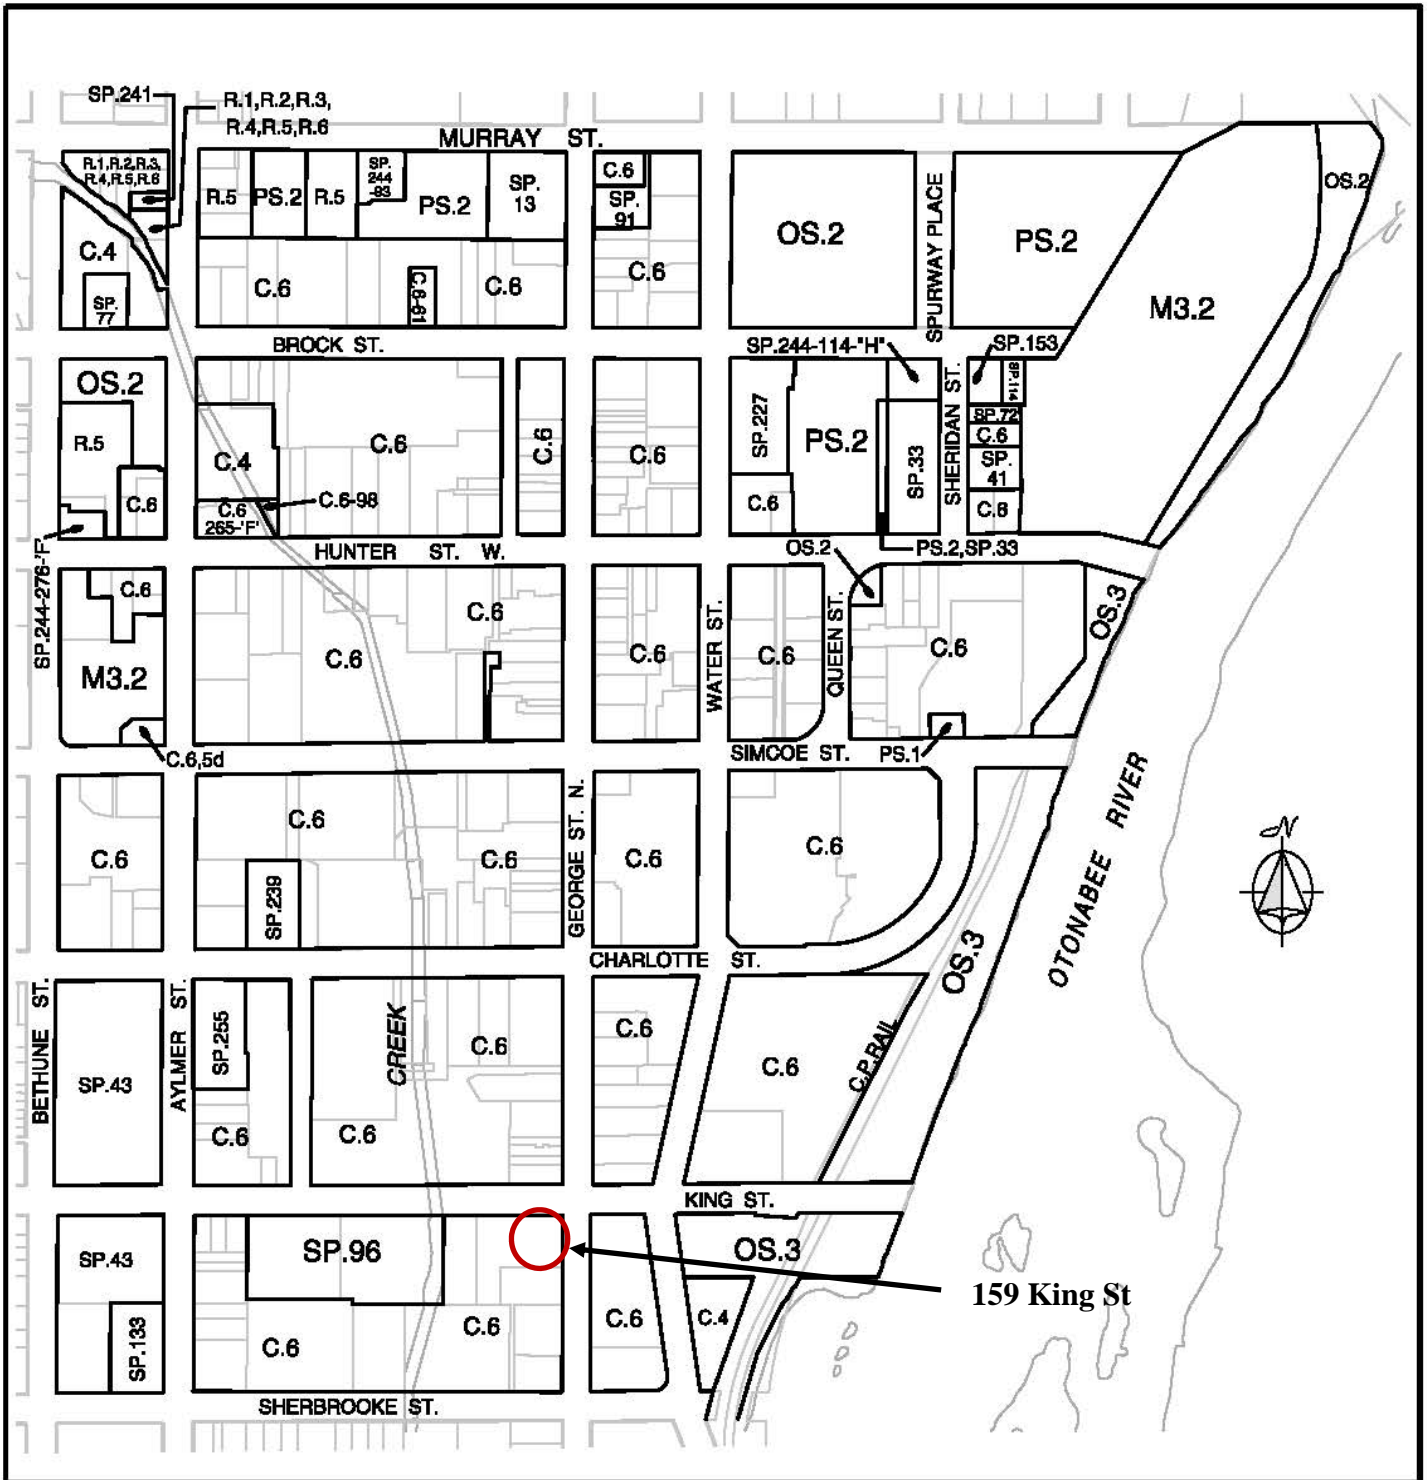 SP.241
R.1,R.2,R.3,
R.4,R.5,R.6
MURRAY ST.
R.1,R.2,R.3,
R.4,R.5,R.6
C.4
SP.
77
R.5
PS.2
R.5
SP.
244
-93
PS.2
SP.
13
C.6
C.6-61
C.6
C.6
SP.
91
C.6
OS.2
SPURWAY PLACE
PS.2
M3.2
OS.2
BROCK ST.
SP.244-114-"H"
SP.153
OS.2
R.5
C.6
SP.244-276-'F'
C.4
C.6
265-'F'
C.6-98
C.6
C.6
C.6
SP.227
C.6
PS.2
SP.33
SHERIDAN ST.
SP.114
SP.72
C.6
SP.
41
C.6
PS.2,SP.33
HUNTER ST. W.
OS.2
C.6
M3.2
C.6,5d
C.6
C.6
C.6
WATER ST.
C.6
QUEEN ST.
C.6
PS.1
OS.3
SIMCOE ST.
C.6
C.6
SP.239
C.6
GEORGE ST. N.
C.6
C.6
OS.3
OTONABEE RIVER
N
CHARLOTTE ST.
BETHUNE ST.
SP.43
AYLMER ST.
SP.255
C.6
CREEK
C.6
C.6
C.6
C.6
C.P.RAIL
KING ST.
SP.43
SP.133
SP.96
C.6
C.6
C.6
OS.3
C.4
159 King St
SHERBROOKE ST.